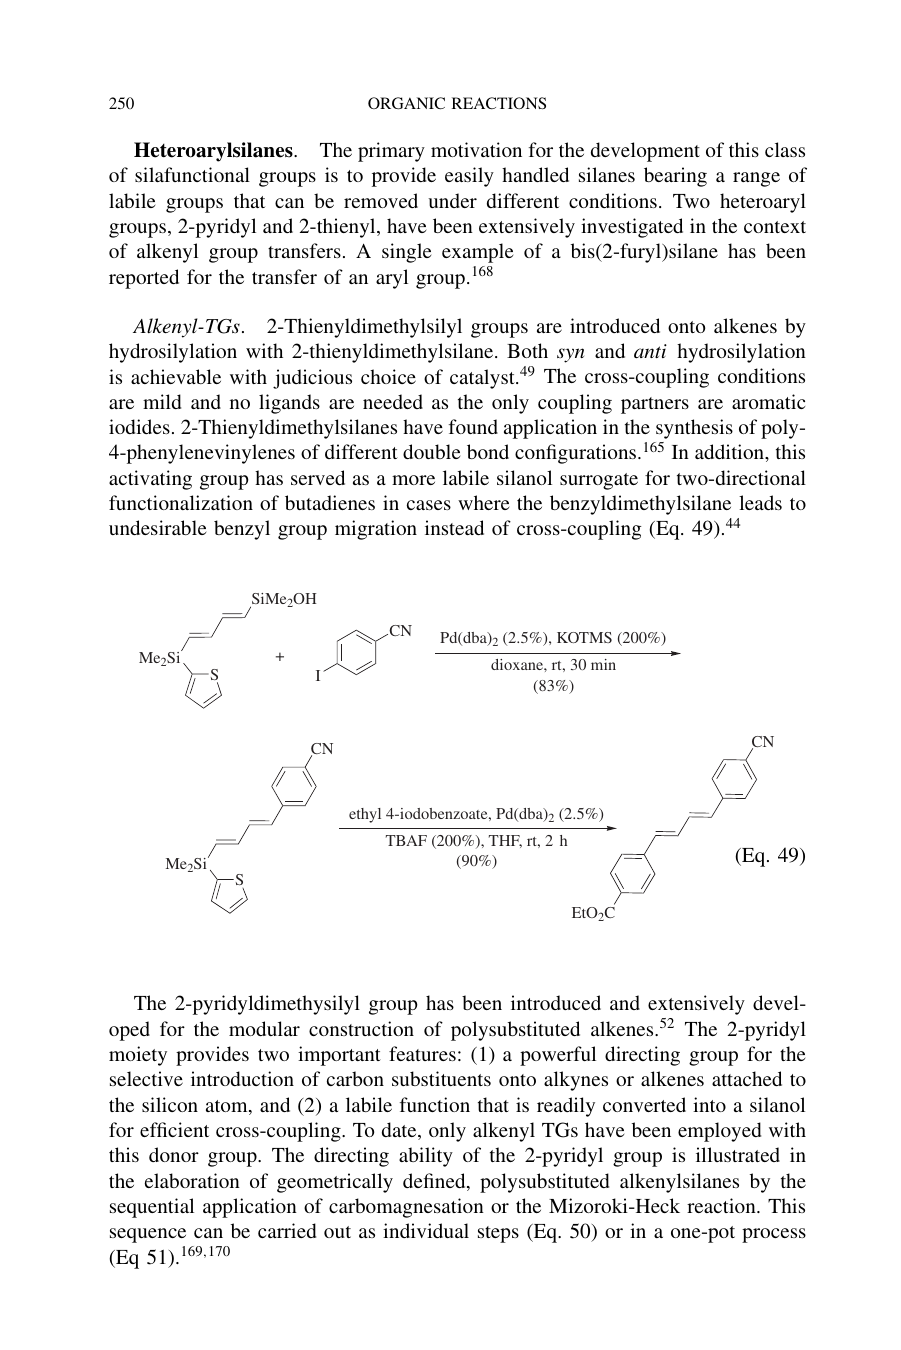 250 ORGANIC REACTIONS
Heteroarylsilanes. The primary motivation for the development of this class
of silafunctional groups is to provide easily handled silanes bearing a range of
labile groups that can be removed under different conditions. Two heteroaryl
groups, 2-pyridyl and 2-thienyl, have been extensively investigated in the context
of alkenyl group transfers. A single example of a bis(2-furyl)silane has been
reported for the transfer of an aryl group.168
Alkenyl-TGs. 2-Thienyldimethylsilyl groups are introduced onto alkenes by
hydrosilylation with 2-thienyldimethylsilane. Both syn and anti hydrosilylation
is achievable with judicious choice of catalyst.49 The cross-coupling conditions
are mild and no ligands are needed as the only coupling partners are aromatic
iodides. 2-Thienyldimethylsilanes have found application in the synthesis of poly-
4-phenylenevinylenes of different double bond configurations.165 In addition, this
activating group has served as a more labile silanol surrogate for two-directional
functionalization of butadienes in cases where the benzyldimethylsilane leads to
undesirable benzyl group migration instead of cross-coupling (Eq. 49).44
SiMe2OH
Me2Si
S
+
I
CN
Pd(dba)2 (2.5%), KOTMS (200%)
dioxane, rt, 30 min
(83%)
CN
Me2Si
S
ethyl 4-iodobenzoate, Pd(dba)2 (2.5%)
TBAF (200%), THF, rt, 2 h
(90%)
CN
EtO2C
(Eq. 49)
The 2-pyridyldimethysilyl group has been introduced and extensively devel-
oped for the modular construction of polysubstituted alkenes.52 The 2-pyridyl
moiety provides two important features: (1) a powerful directing group for the
selective introduction of carbon substituents onto alkynes or alkenes attached to
the silicon atom, and (2) a labile function that is readily converted into a silanol
for efficient cross-coupling. To date, only alkenyl TGs have been employed with
this donor group. The directing ability of the 2-pyridyl group is illustrated in
the elaboration of geometrically defined, polysubstituted alkenylsilanes by the
sequential application of carbomagnesation or the Mizoroki-Heck reaction. This
sequence can be carried out as individual steps (Eq. 50) or in a one-pot process
(Eq 51).169,170